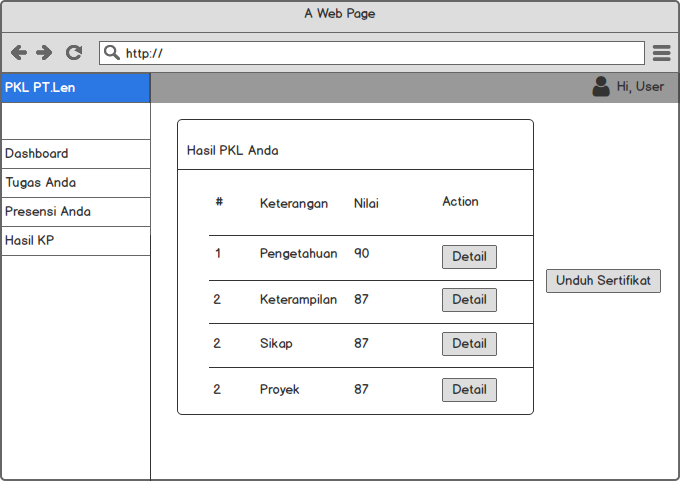 A Web Page
http://
PKL PT.Len
Hi, User
Dashboard
Tugas Anda
Presensi Anda
Hasil KP
Hasil PKL Anda
# Keterangan Nilai Action
1 Pengetahuan 90 Detail
2 Keterampilan 87 Detail
2 Sikap 87 Detail
2 Proyek 87 Detail
Unduh Sertifikat